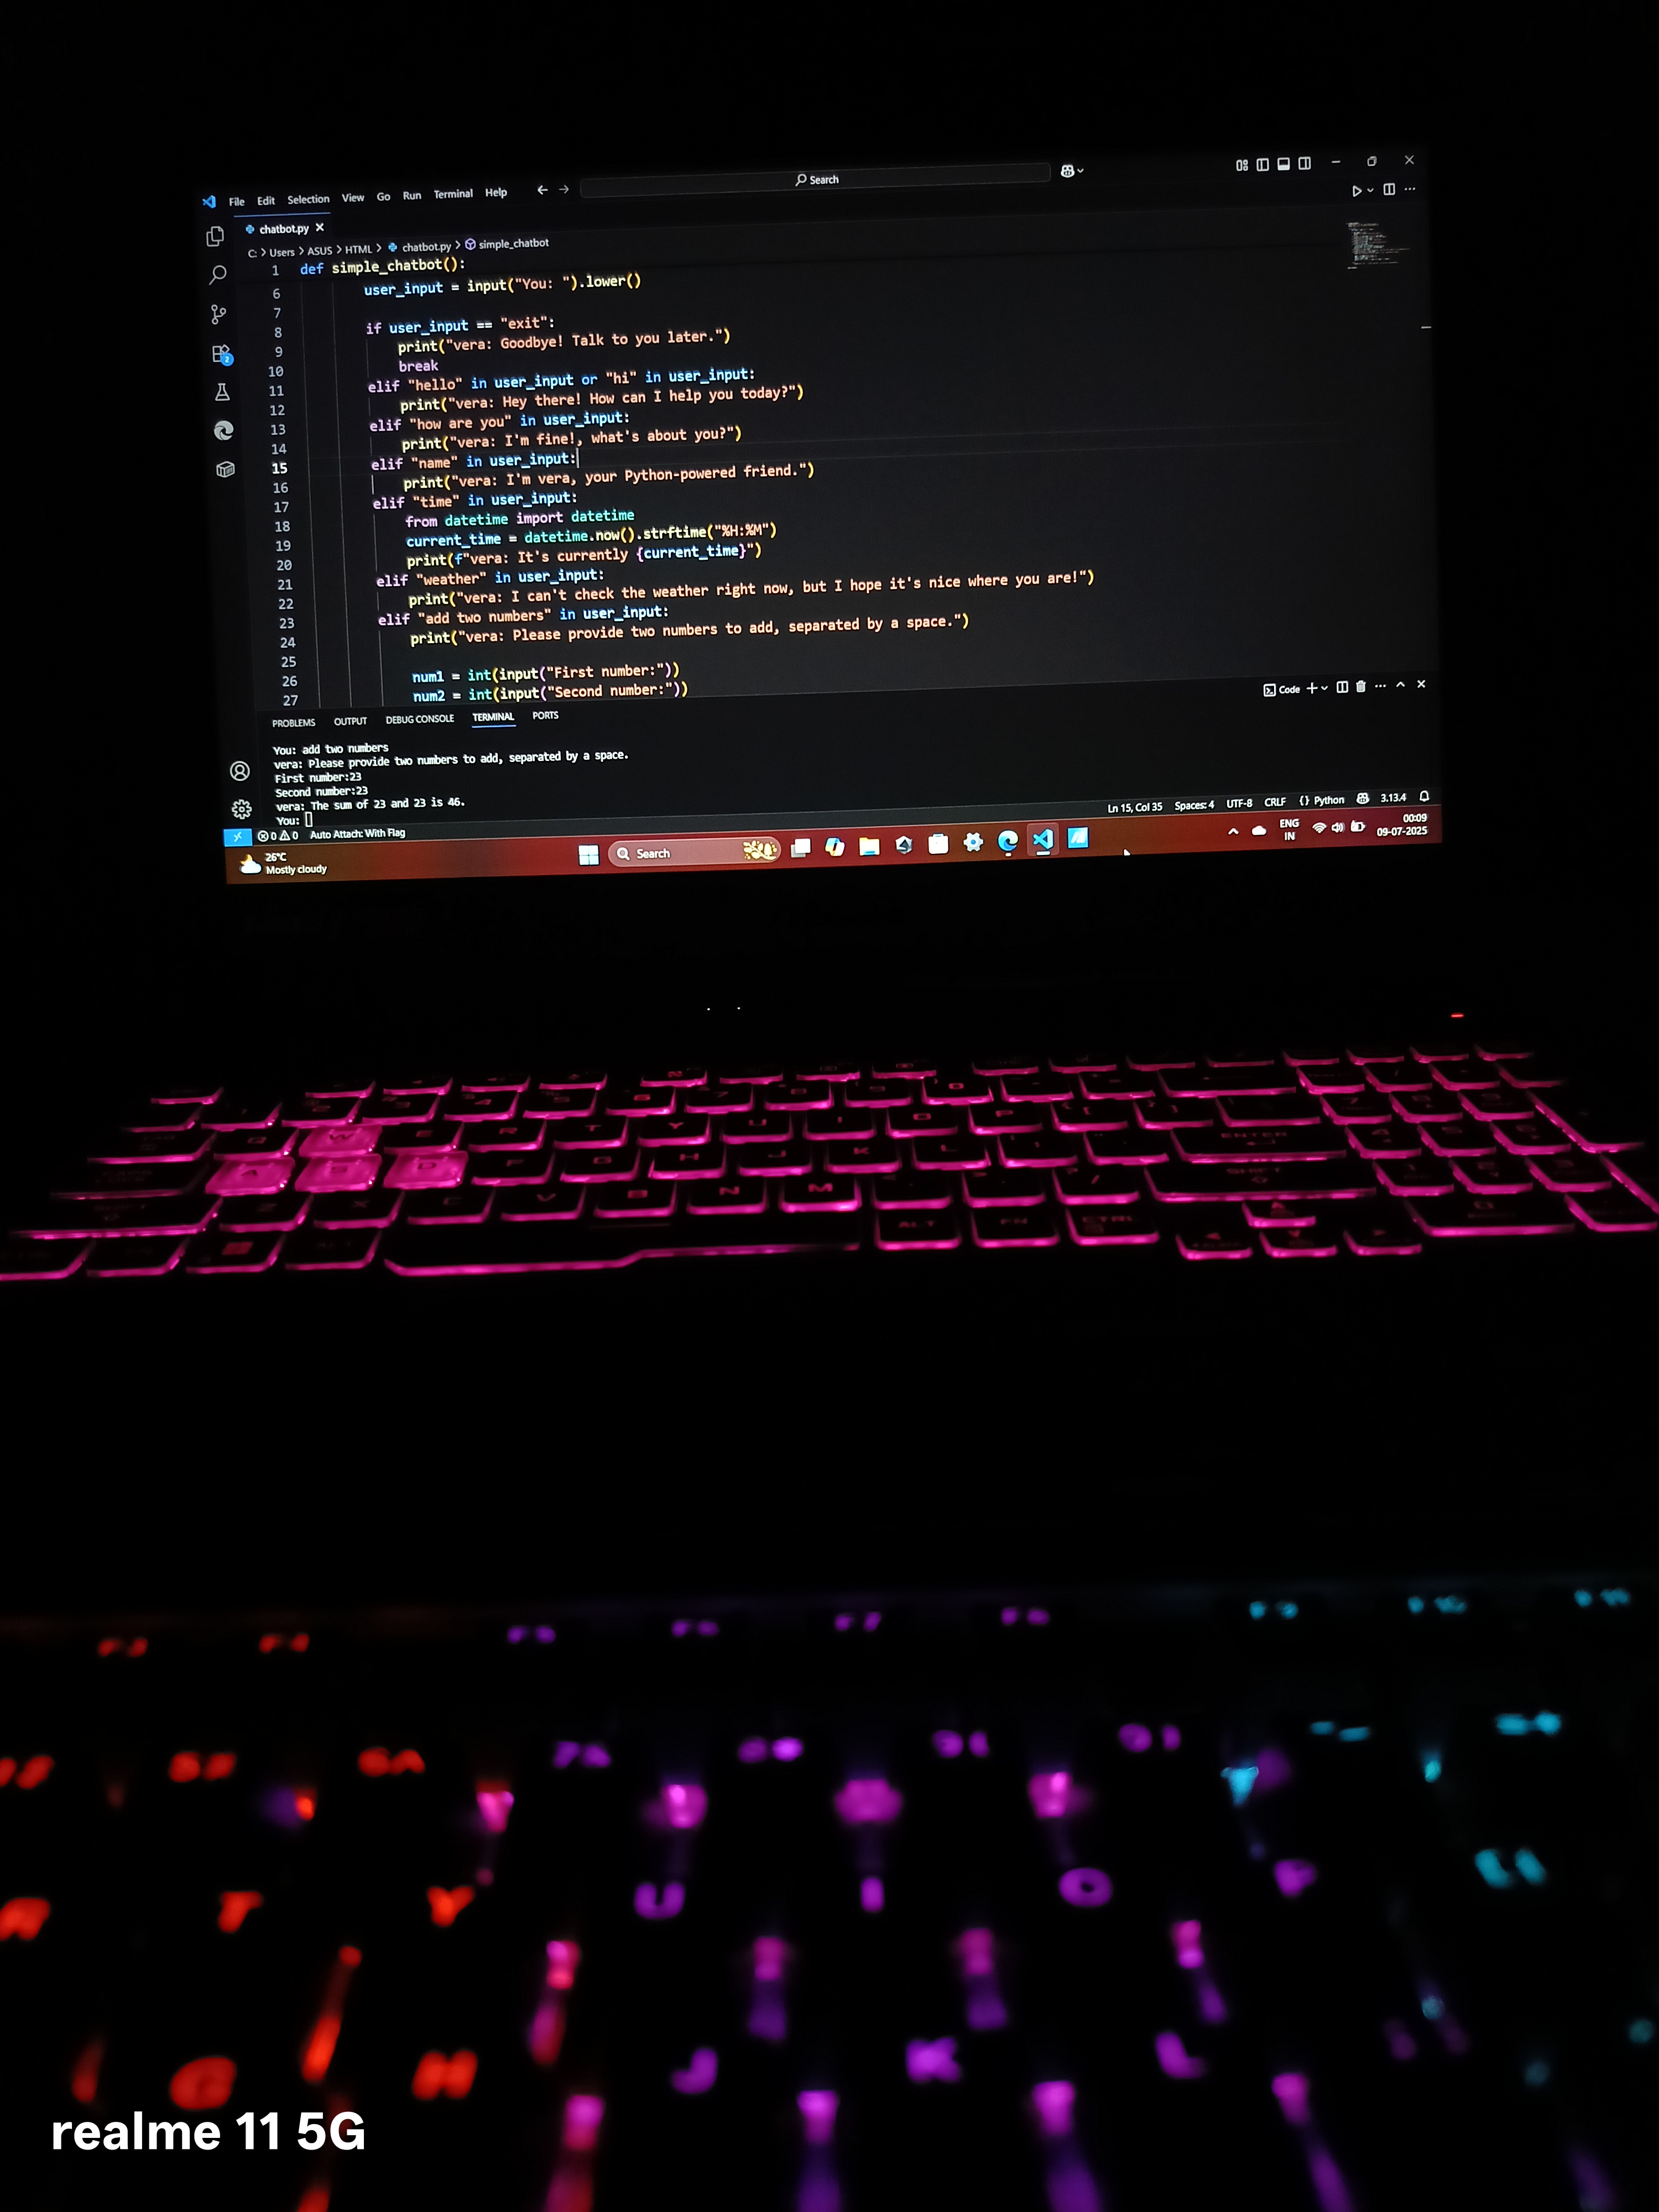 File Edit Selection View Go Run Terminal Help Search
chatbot.py
C: > Users > ASUS > HTML > chatbot.py > simple_chatbot
1 def simple_chatbot():
6 user_input = input("You: ").lower()
7
8 if user_input == "exit":
9 print("vera: Goodbye! Talk to you later.")
10 break
11 elif "hello" in user_input or "hi" in user_input:
12 print("vera: Hey there! How can I help you today?")
13 elif "how are you" in user_input:
14 print("vera: I'm fine!, what's about you?")
15 elif "name" in user_input:
16 print("vera: I'm vera, your Python-powered friend.")
17 elif "time" in user_input:
18 from datetime import datetime
19 current_time = datetime.now().strftime("%H:%M")
20 print(f"vera: It's currently {current_time}")
21 elif "weather" in user_input:
22 print("vera: I can't check the weather right now, but I hope it's nice where you are!")
23 elif "add two numbers" in user_input:
24 print("vera: Please provide two numbers to add, separated by a space.")
25
26 num1 = int(input("First number:"))
27 num2 = int(input("Second number:"))
PROBLEMS OUTPUT DEBUG CONSOLE TERMINAL PORTS Code
You: add two numbers
vera: Please provide two numbers to add, separated by a space.
First number:23
Second number:23
vera: The sum of 23 and 23 is 46.
You:
0 0 Auto Attach: With Flag Ln 15, Col 35 Spaces: 4 UTF-8 CRLF {} Python 3.13.4
26°C
Mostly cloudy
Search
ENG
IN
00:09
09-07-2025
Q W E R T Y U I O P
ENTER
A S D F G H J K L
SHIFT
Z X C V B N M
ALT ALT FN CTRL
T Y U I O P
G H J K L
realme 11 5G